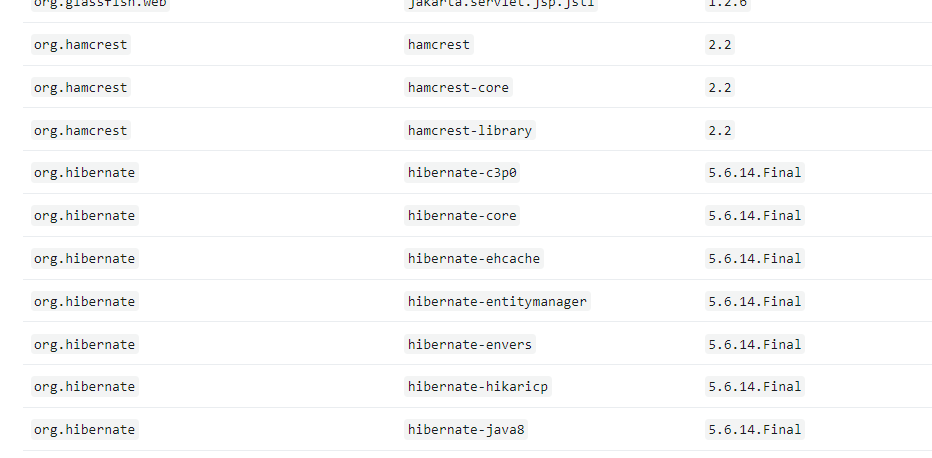 org.glassfish.web jakarta.servlet.jsp.jstl 1.2.6
org.hamcrest hamcrest 2.2
org.hamcrest hamcrest-core 2.2
org.hamcrest hamcrest-library 2.2
org.hibernate hibernate-c3p0 5.6.14.Final
org.hibernate hibernate-core 5.6.14.Final
org.hibernate hibernate-ehcache 5.6.14.Final
org.hibernate hibernate-entitymanager 5.6.14.Final
org.hibernate hibernate-envers 5.6.14.Final
org.hibernate hibernate-hikaricp 5.6.14.Final
org.hibernate hibernate-java8 5.6.14.Final